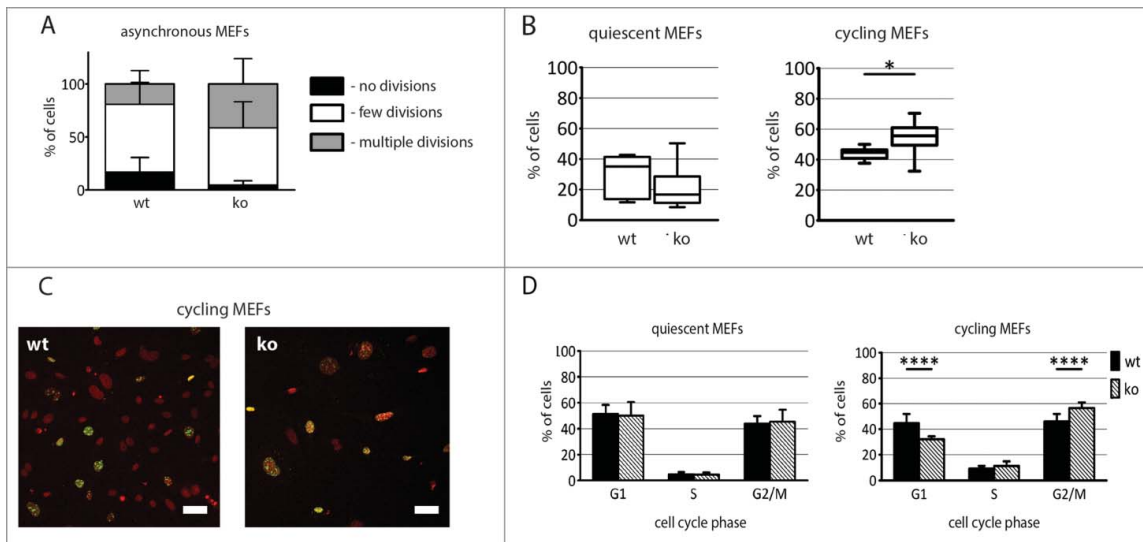 A
asynchronous MEFs
% of cells
100
50
0
wt
ko
- no divisions
- few divisions
- multiple divisions
B
quiescent MEFs
% of cells
100
80
60
40
20
0
wt
ko
cycling MEFs
% of cells
100
80
60
40
20
0
*
wt
ko
C
cycling MEFs
wt
ko
D
quiescent MEFs
% of cells
100
80
60
40
20
0
G1 S G2/M
cell cycle phase
cycling MEFs
% of cells
100
80
60
40
20
0
**** ****
G1 S G2/M
cell cycle phase
wt
ko